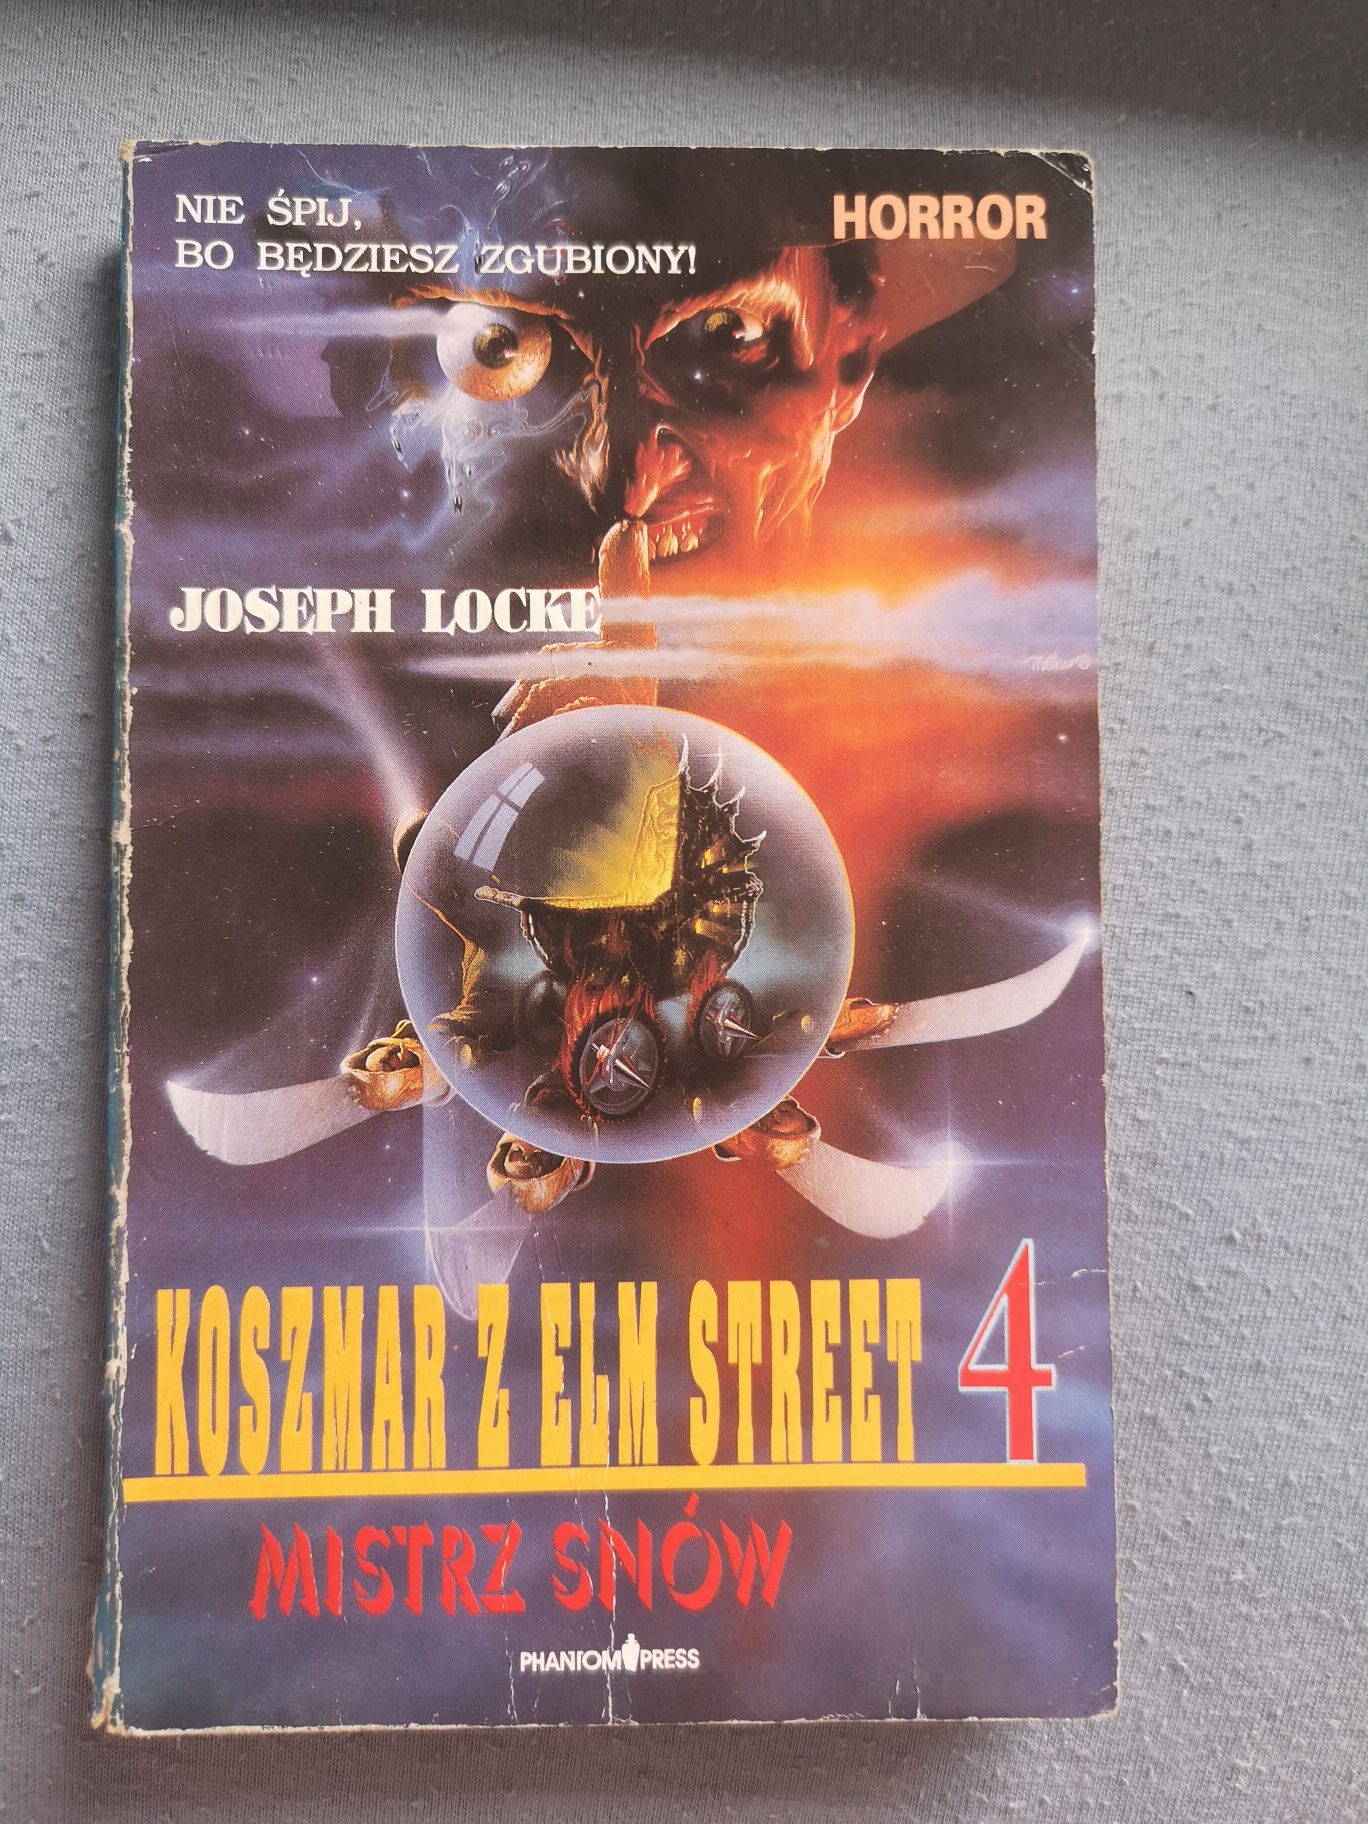 NIE ŚPIJ,
BO BĘDZIESZ ZGUBIONY!
HORROR
JOSEPH LOCKE
KOSZMAR Z ELM STREET 4
MISTRZ SNÓW
PHANTOM PRESS